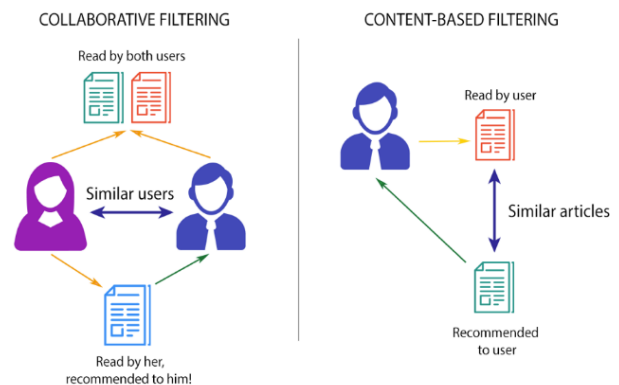 COLLABORATIVE FILTERING
Read by both users
Similar users
Read by her,
recommended to him!
CONTENT-BASED FILTERING
Read by user
Similar articles
Recommended
to user